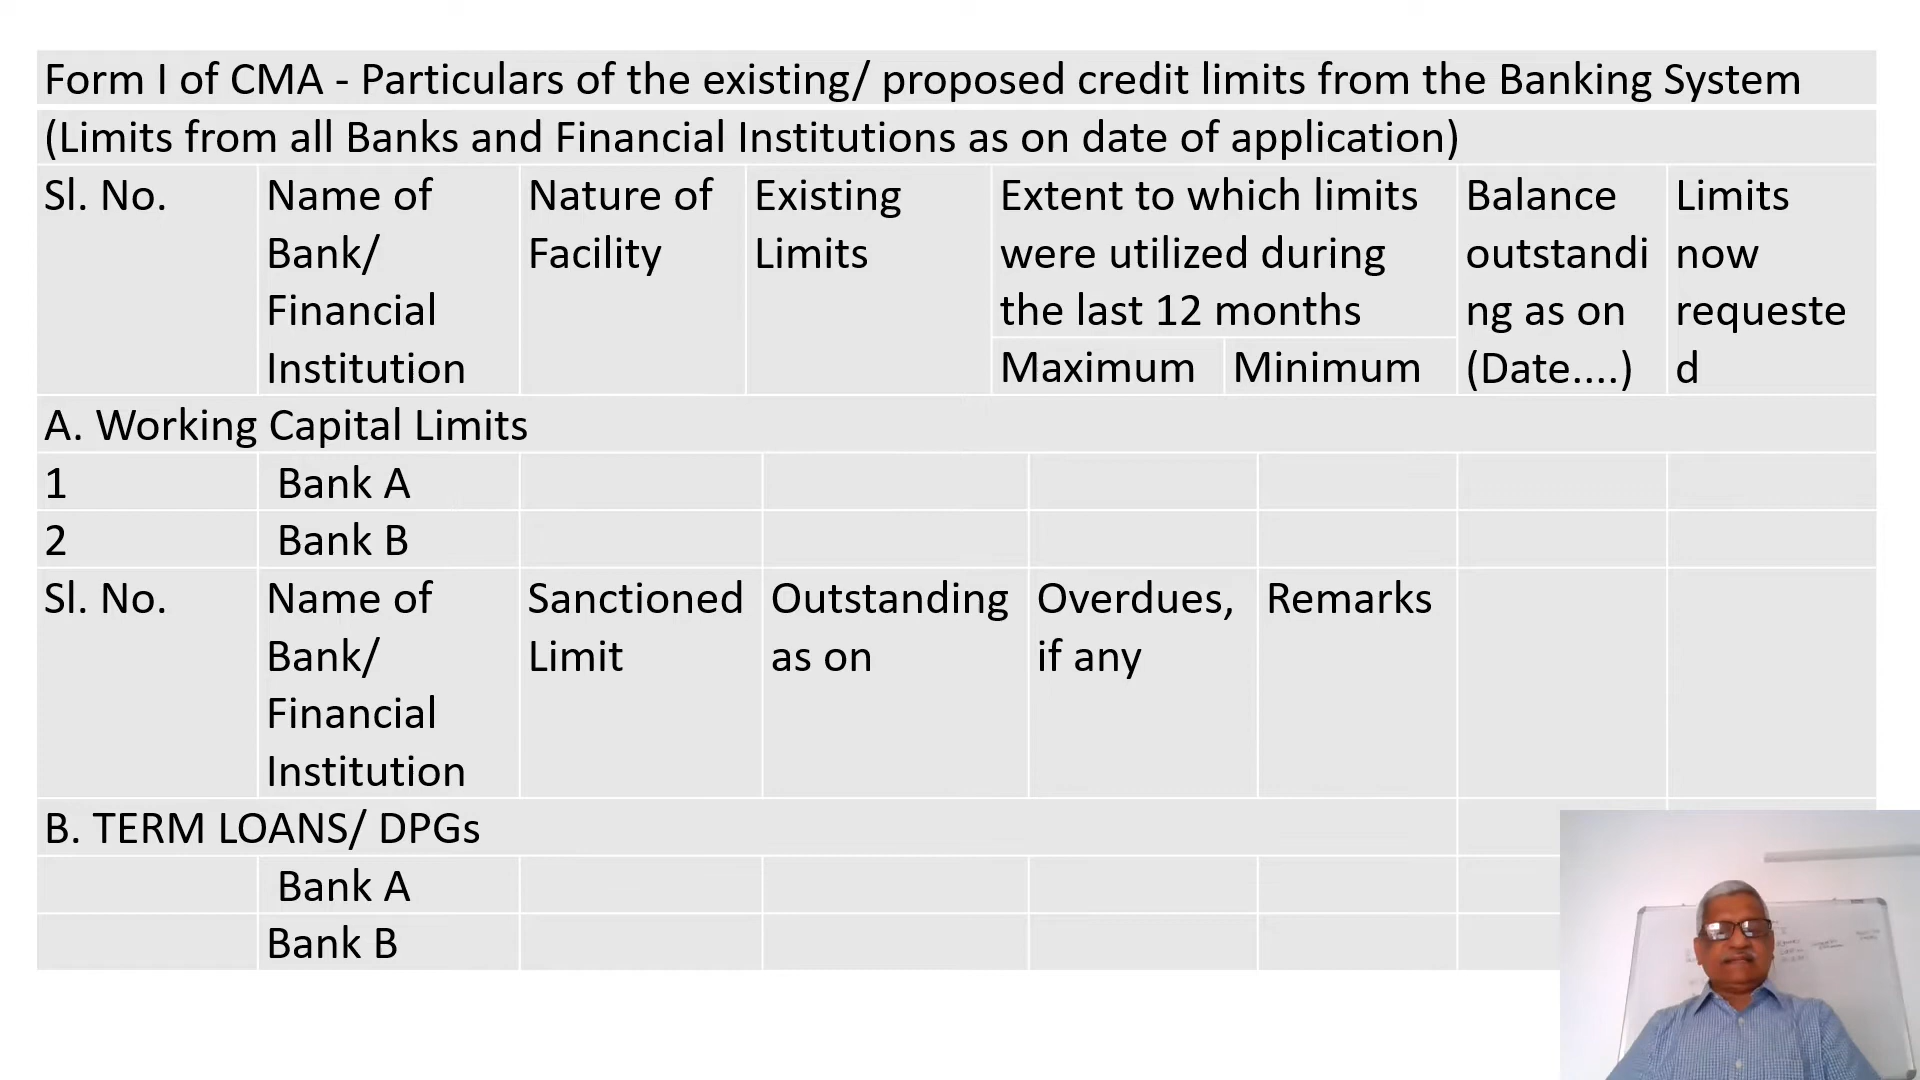 Form I of CMA - Particulars of the existing/ proposed credit limits from the Banking System
(Limits from all Banks and Financial Institutions as on date of application)
Sl. No.
Name of
Bank/
Financial
Institution
Nature of
Facility
Existing
Limits
Extent to which limits
were utilized during
the last 12 months
Maximum
Minimum
Balance
outstandi
ng as on
(Date....)
Limits
now
requeste
d
A. Working Capital Limits
1
Bank A
2
Bank B
Sl. No.
Name of
Bank/
Financial
Institution
Sanctioned
Limit
Outstanding
as on
Overdues,
if any
Remarks
B. TERM LOANS/ DPGs
Bank A
Bank B